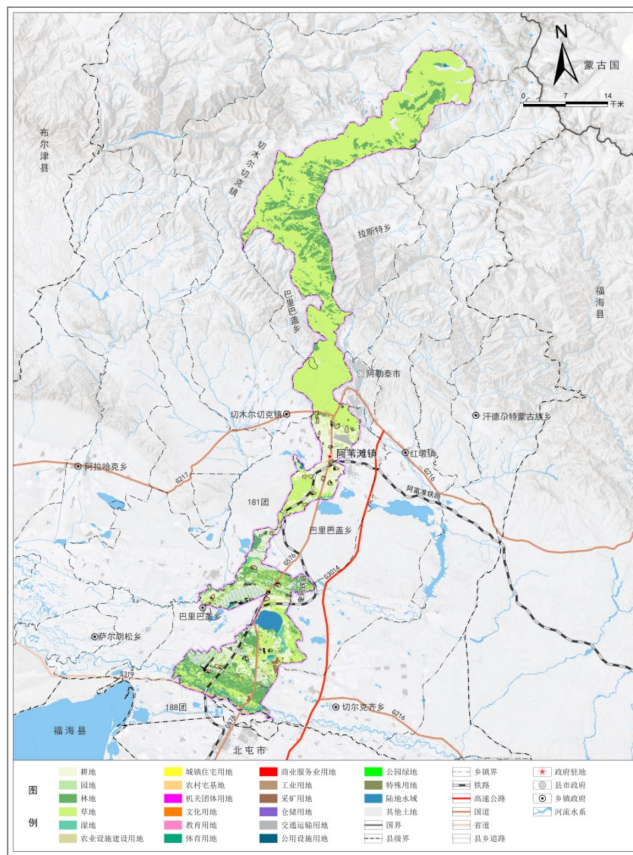 N
蒙古国
0 7 14
千米
布尔津县
切木尔切克镇
拉斯特乡
福海县
巴里巴盖乡
阿勒泰市
切木尔切克镇
汗德尕特蒙古族乡
阿苇滩镇
红墩镇
阿拉哈克乡
G217
G216
阿富准铁路
181团
巴里巴盖乡
G576
S3014
巴里巴盖乡
萨尔胡松乡
S319
188团
切尔克齐乡
G216
福海县
G576
北屯市
图例
耕地 城镇住宅用地 商业服务业用地 公园绿地 乡镇界 政府驻地
园地 农村宅基地 工业用地 特殊用地 铁路 县市政府
林地 机关团体用地 采矿用地 陆地水域 高速公路 乡镇政府
草地 文化用地 仓储用地 其他土地 国道 河流水系
湿地 教育用地 交通运输用地 国界 省道
农业设施建设用地 体育用地 公用设施用地 县级界 县乡道路